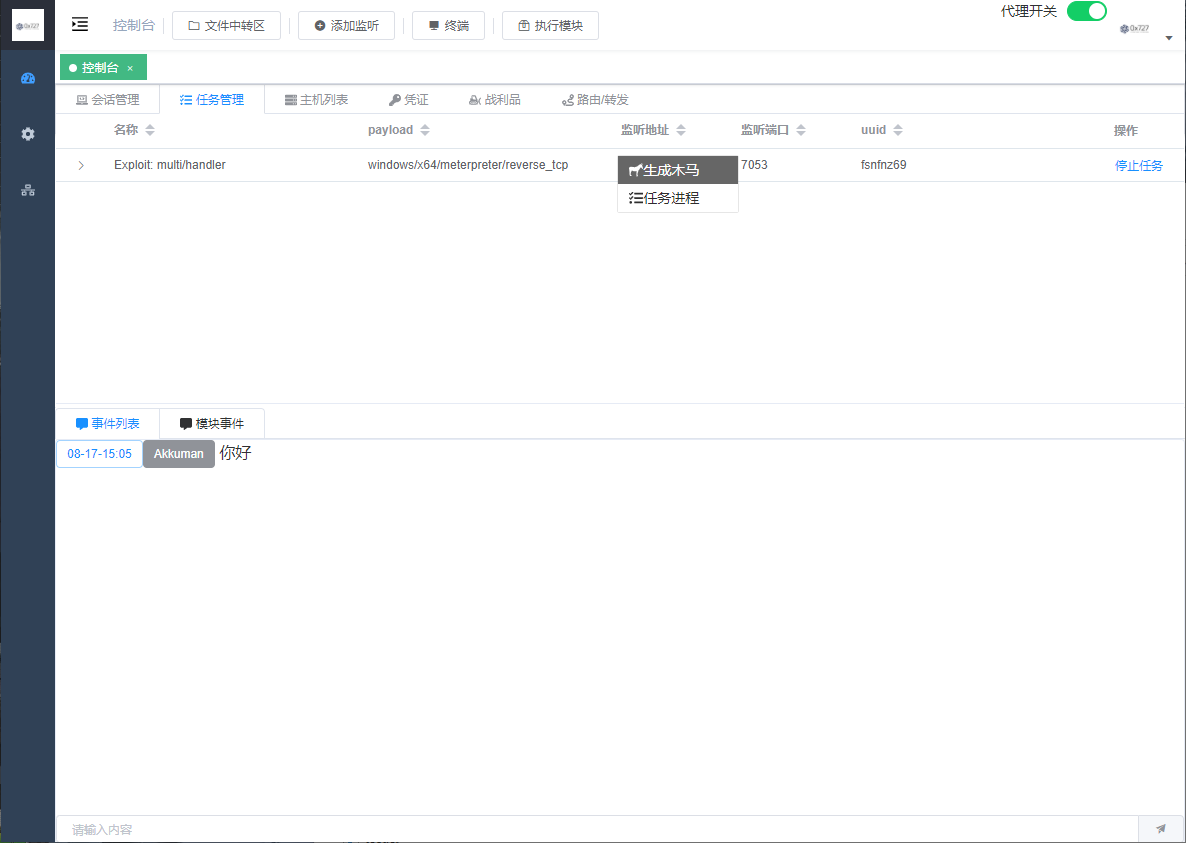 0x727
控制台
文件中转区
添加监听
终端
执行模块
代理开关
0x727
控制台 ×
会话管理
任务管理
主机列表
凭证
战利品
路由/转发
名称
payload
监听地址
监听端口
uuid
操作
Exploit: multi/handler
windows/x64/meterpreter/reverse_tcp
7053
fsnfnz69
停止任务
生成木马
任务进程
事件列表
模块事件
08-17-15:05
Akkuman
你好
请输入内容